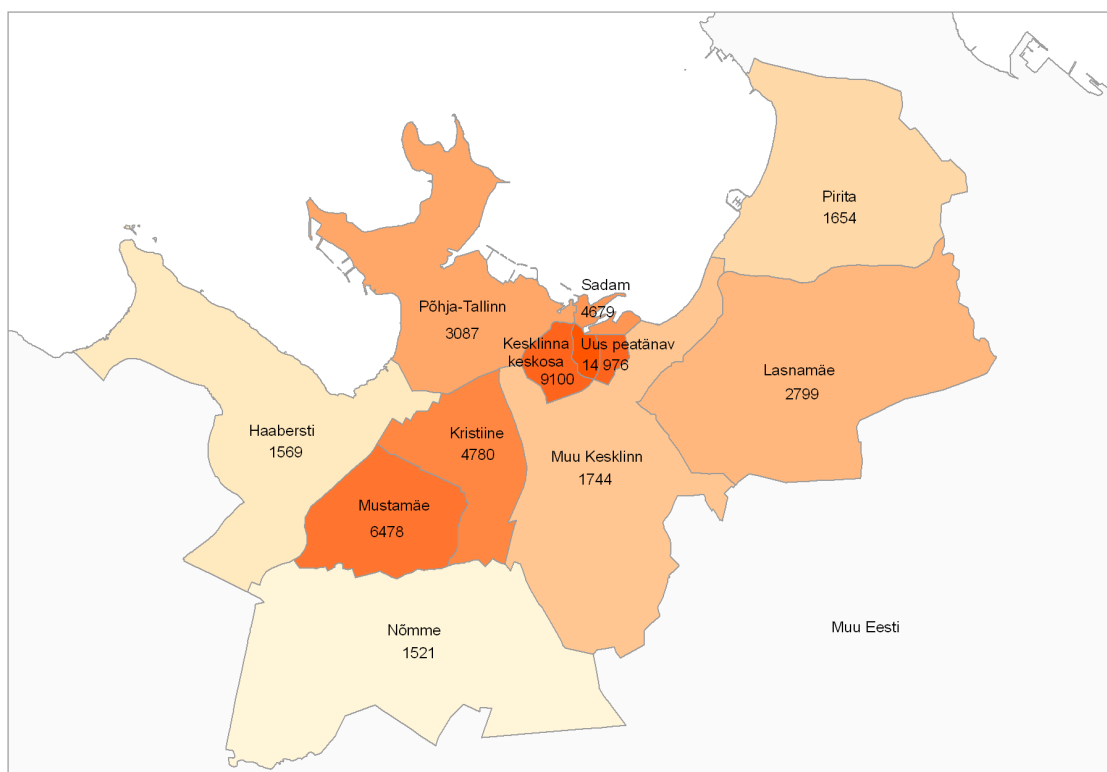 Pirita
1654
Sadam
4679
Põhja-Tallinn
3087
Kesklinna
keskosa
9100
Uus peatänav
14 976
Lasnamäe
2799
Haabersti
1569
Kristiine
4780
Muu Kesklinn
1744
Mustamäe
6478
Nõmme
1521
Muu Eesti